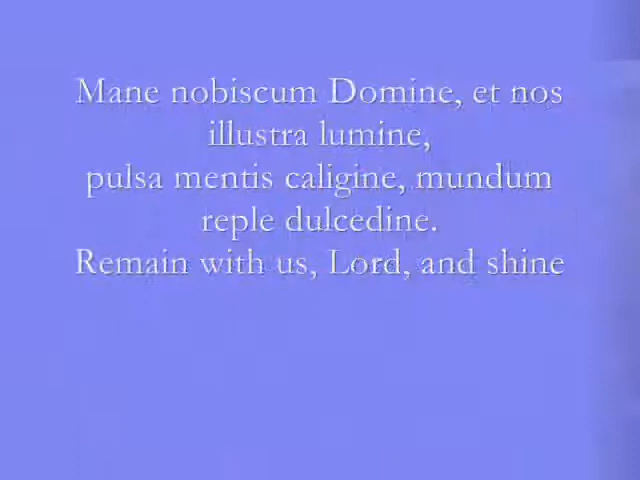 Mane nobiscum Domine, et nos
illustra lumine,
pulsa mentis caligine, mundum
reple dulcedine.
Remain with us, Lord, and shine